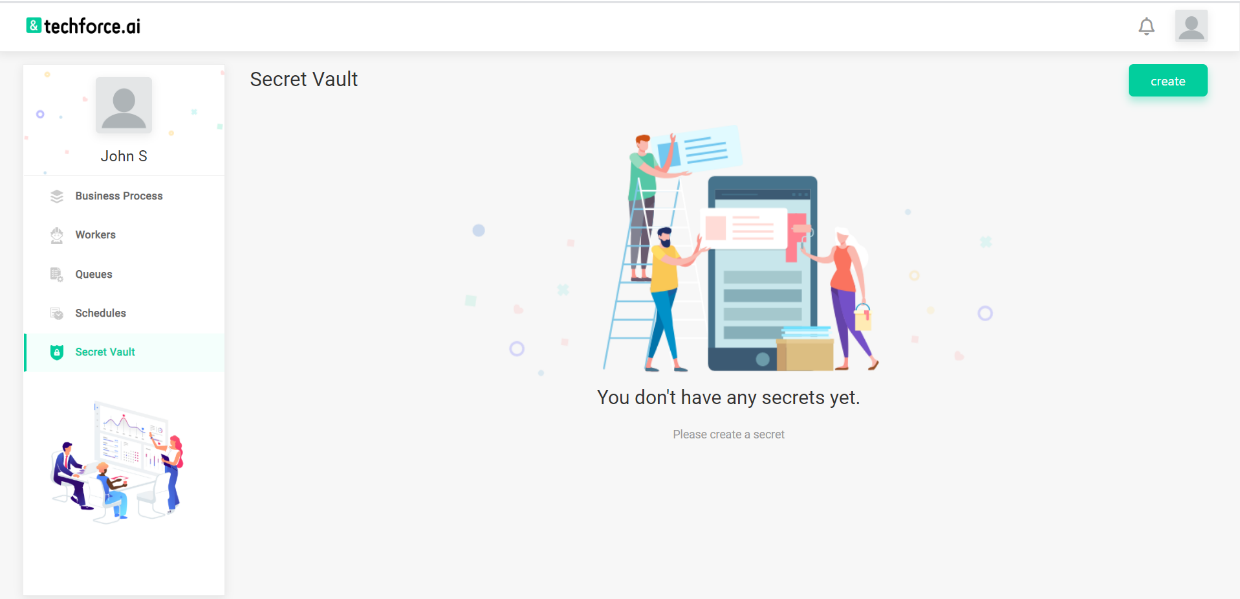 & techforce.ai
Secret Vault
create
John S
Business Process
Workers
Queues
Schedules
Secret Vault
You don't have any secrets yet.
Please create a secret